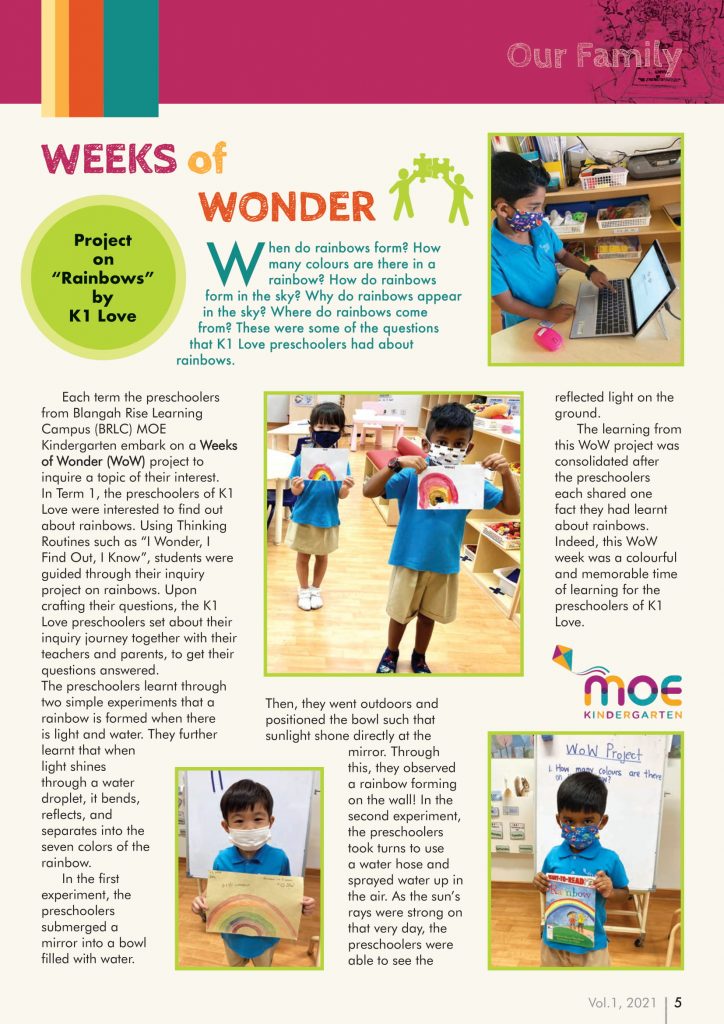 Our Family
WEEKS of
WONDER
Project
on
“Rainbows”
by
K1 Love
When do rainbows form? How
many colours are there in a
rainbow? How do rainbows
form in the sky? Why do rainbows appear
in the sky? Where do rainbows come
from? These were some of the questions
that K1 Love preschoolers had about
rainbows.
Each term the preschoolers
from Blangah Rise Learning
Campus (BRLC) MOE
Kindergarten embark on a Weeks
of Wonder (WoW) project to
inquire a topic of their interest.
In Term 1, the preschoolers of K1
Love were interested to find out
about rainbows. Using Thinking
Routines such as “I Wonder, I
Find Out, I Know”, students were
guided through their inquiry
project on rainbows. Upon
crafting their questions, the K1
Love preschoolers set about their
inquiry journey together with their
teachers and parents, to get their
questions answered.
The preschoolers learnt through
two simple experiments that a
rainbow is formed when there
is light and water. They further
learnt that when
light shines
through a water
droplet, it bends,
reflects, and
separates into the
seven colors of the
rainbow.
In the first
experiment, the
preschoolers
submerged a
mirror into a bowl
filled with water.
Then, they went outdoors and
positioned the bowl such that
sunlight shone directly at the
mirror. Through
this, they observed
a rainbow forming
on the wall! In the
second experiment,
the preschoolers
took turns to use
a water hose and
sprayed water up in
the air. As the sun’s
rays were strong on
that very day, the
preschoolers were
able to see the
reflected light on the
ground.
The learning from
this WoW project was
consolidated after
the preschoolers
each shared one
fact they had learnt
about rainbows.
Indeed, this WoW
week was a colourful
and memorable time
of learning for the
preschoolers of K1
Love.
moe
KINDERGARTEN
WoW Project
1. How many colours are there
READY-TO-READ
Rainbow
Vol.1, 2021
5